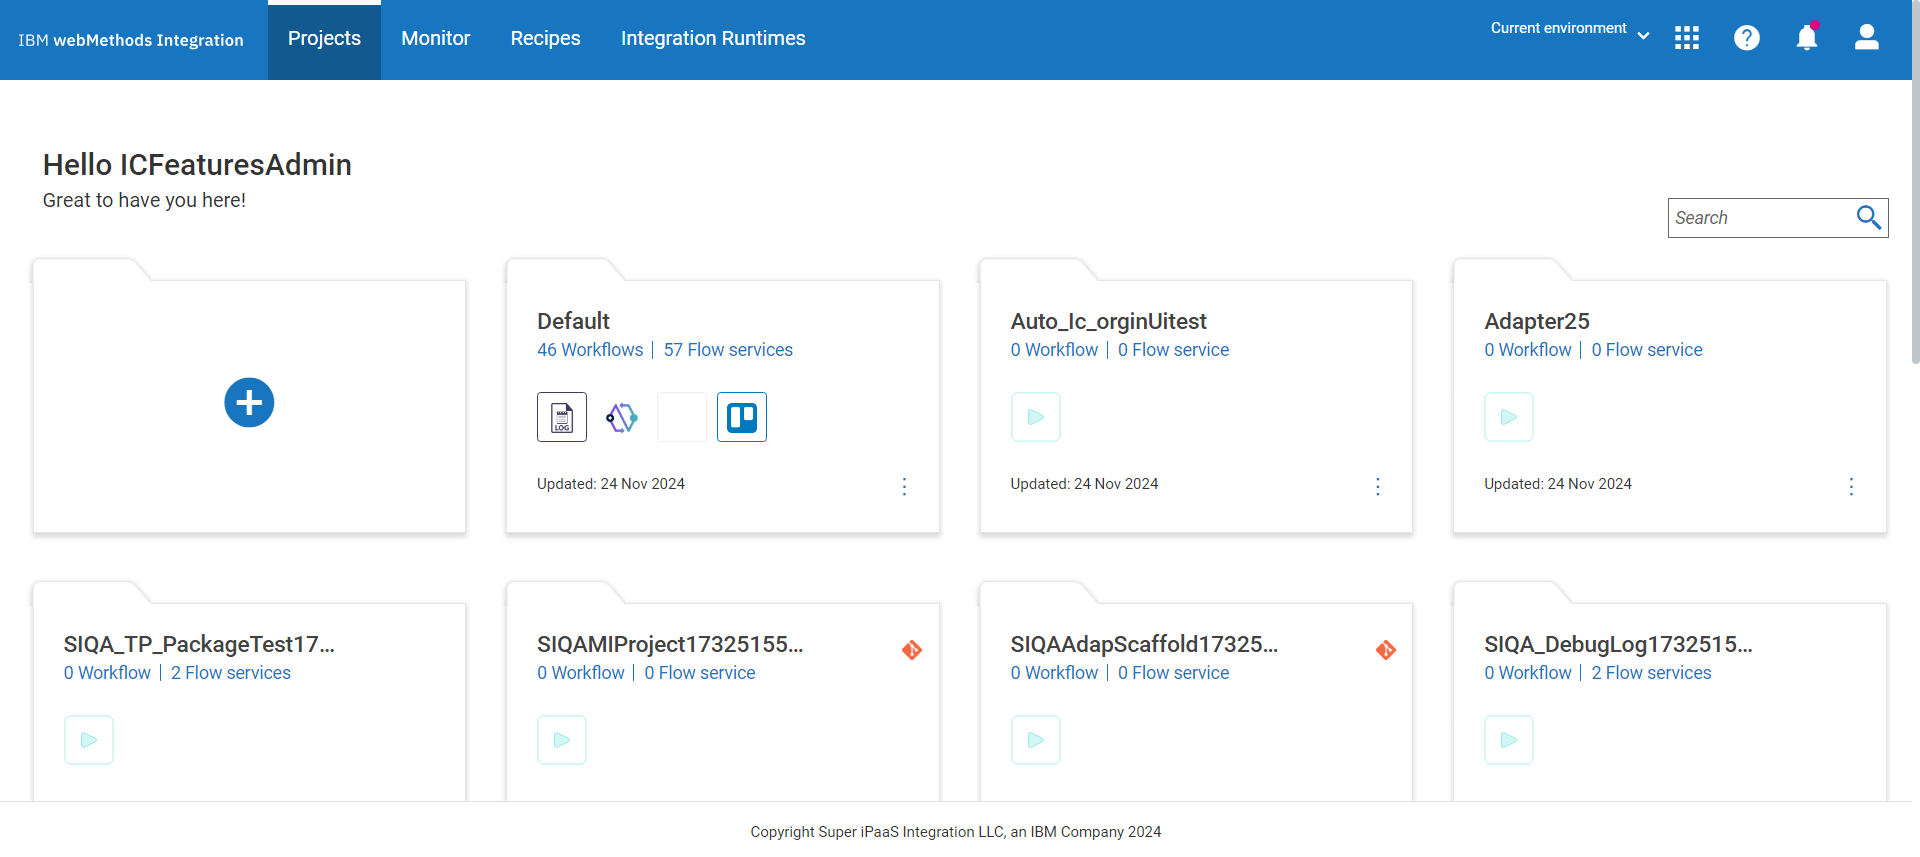 IBM webMethods Integration
Projects
Monitor
Recipes
Integration Runtimes
Current environment
Hello ICFeaturesAdmin
Great to have you here!
Search
Default
46 Workflows | 57 Flow services
LOG
Updated: 24 Nov 2024
Auto_Ic_orginUitest
0 Workflow | 0 Flow service
Updated: 24 Nov 2024
Adapter25
0 Workflow | 0 Flow service
Updated: 24 Nov 2024
SIQA_TP_PackageTest17...
0 Workflow | 2 Flow services
SIQAMIProject17325155...
0 Workflow | 0 Flow service
SIQAAdapScaffold17325...
0 Workflow | 0 Flow service
SIQA_DebugLog1732515...
0 Workflow | 2 Flow services
Copyright Super iPaaS Integration LLC, an IBM Company 2024